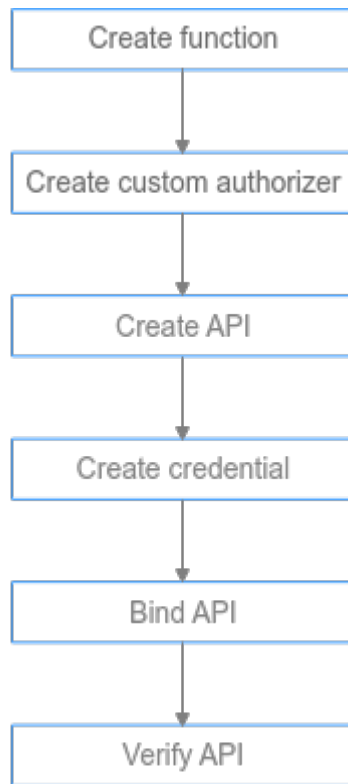 Create function
Create custom authorizer
Create API
Create credential
Bind API
Verify API